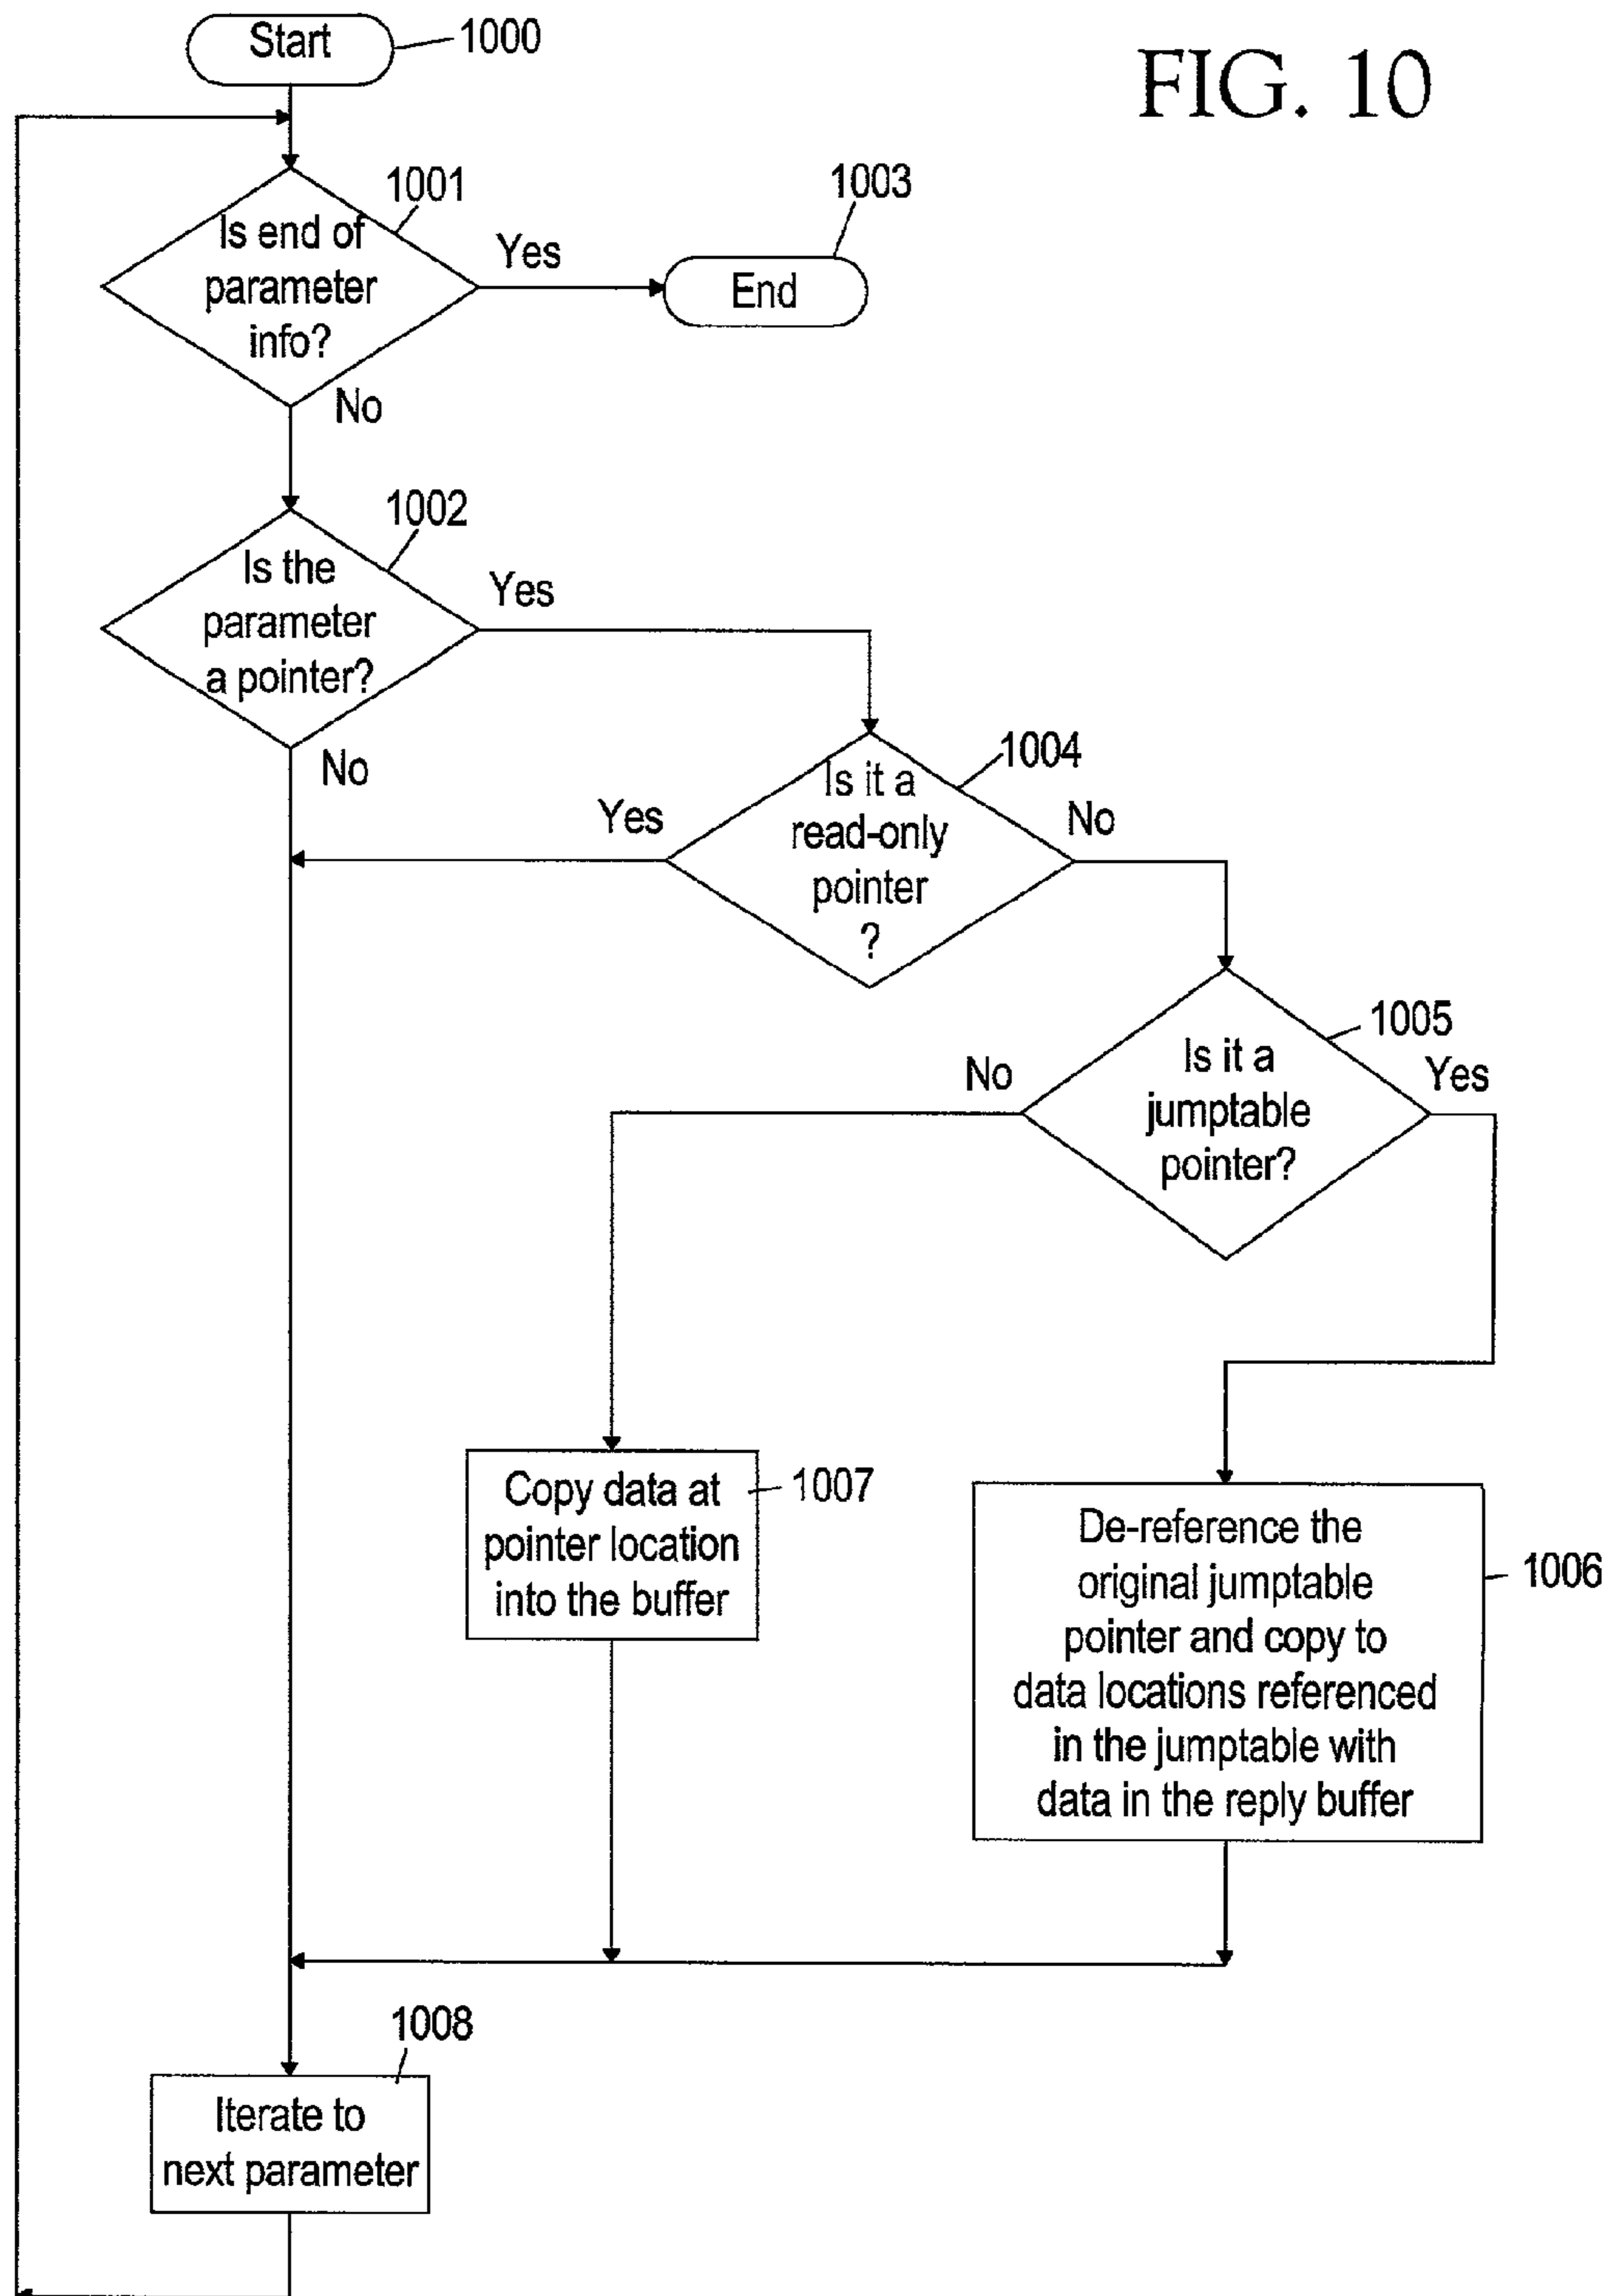 Start
1000
FIG. 10
1001
1003
Is end of
parameter
info?
Yes
End
No
1002
Is the
parameter
a pointer?
Yes
No
1004
Is it a
read-only
pointer
?
Yes
No
1005
Is it a
jumptable
pointer?
No
Yes
Copy data at
pointer location
into the buffer
1007
De-reference the
original jumptable
pointer and copy to
data locations referenced
in the jumptable with
data in the reply buffer
1006
1008
Iterate to
next parameter